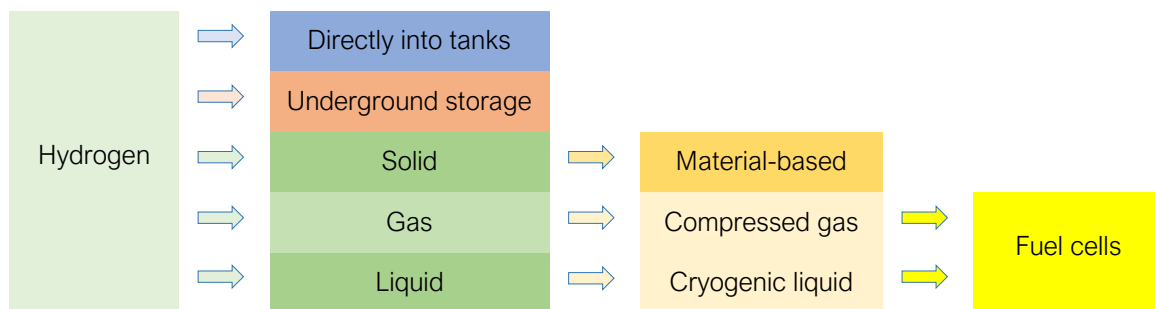 Hydrogen
Directly into tanks
Underground storage
Solid
Material-based
Gas
Compressed gas
Liquid
Cryogenic liquid
Fuel cells